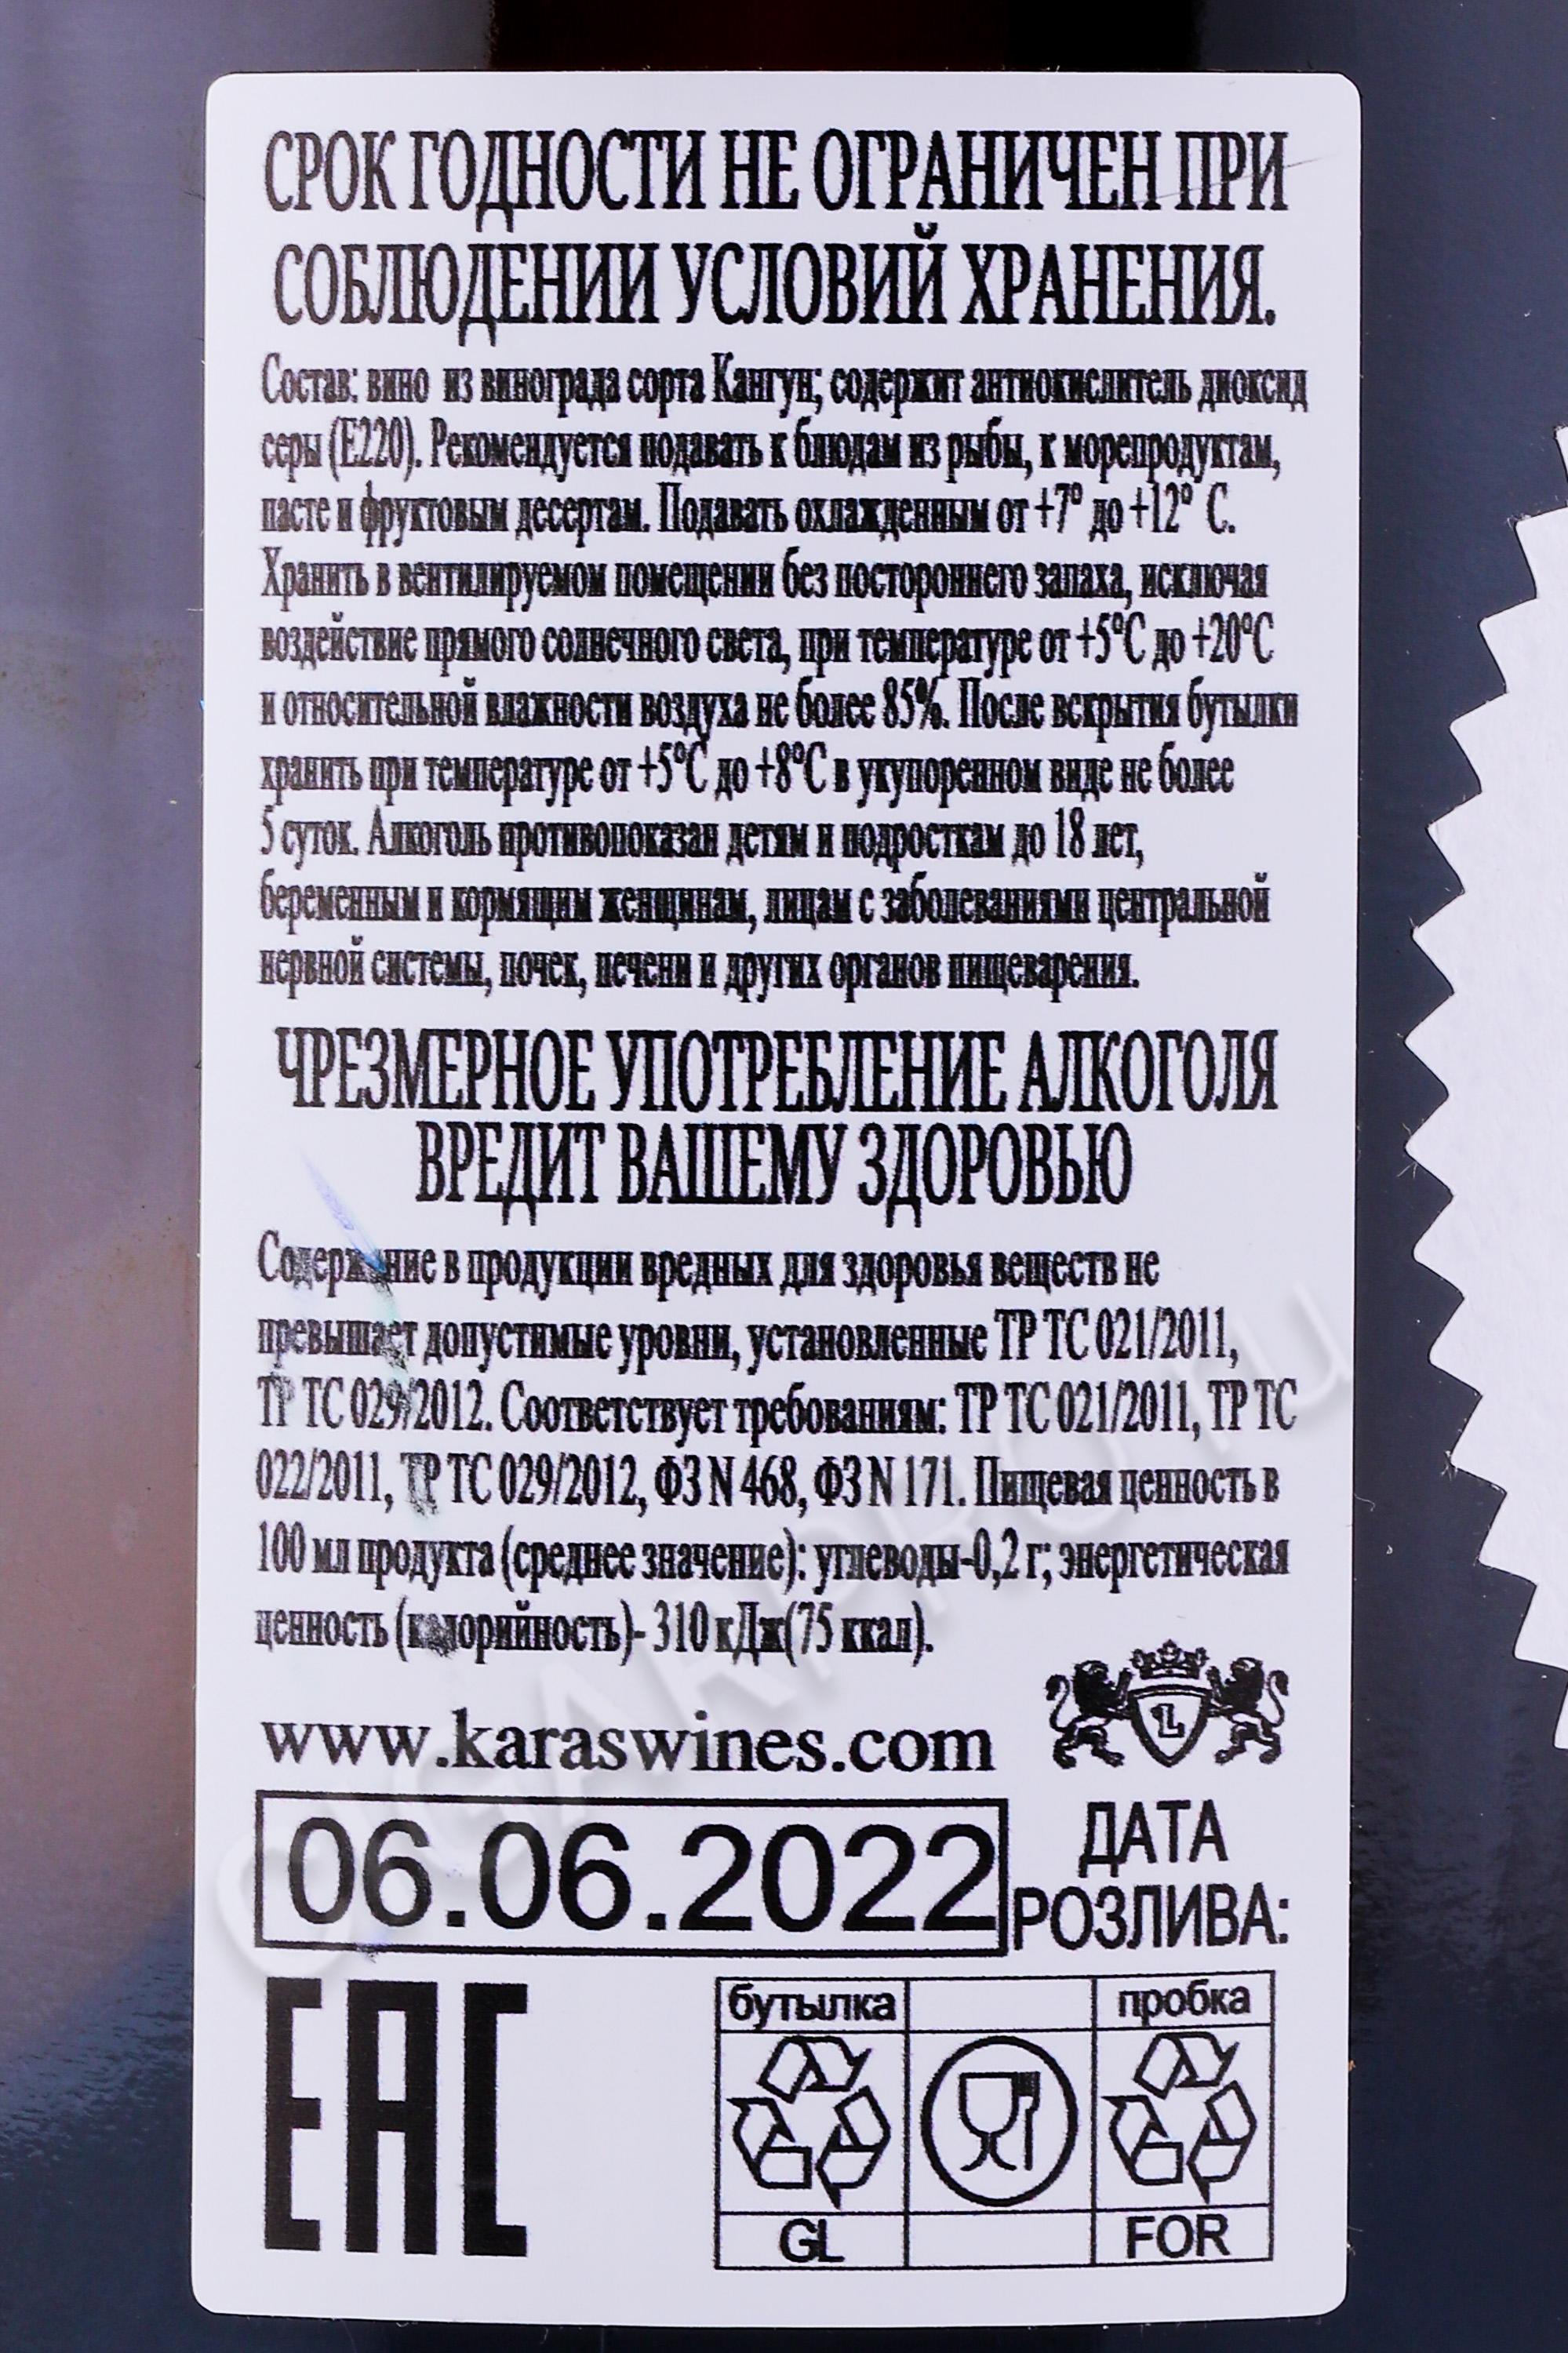 СРОК ГОДНОСТИ НЕ ОГРАНИЧЕН ПРИ
СОБЛЮДЕНИИ УСЛОВИЙ ХРАНЕНИЯ.
Состав: вино из винограда сорта Кангун; содержит антиокислитель диоксид
серы (Е220). Рекомендуется подавать к блюдам из рыбы, к морепродуктам,
пасте и фруктовым десертам. Подавать охлажденным от +7° до +12° С.
Хранить в вентилируемом помещении без постороннего запаха, исключая
воздействие прямого солнечного света, при температуре от +5°С до +20°С
и относительной влажности воздуха не более 85%. После вскрытия бутылки
хранить при температуре от +5°С до +8°С в укупоренном виде не более
5 суток. Алкоголь противопоказан детям и подросткам до 18 лет,
беременным и кормящим женщинам, лицам с заболеваниями центральной
нервной системы, почек, печени и других органов пищеварения.
ЧРЕЗМЕРНОЕ УПОТРЕБЛЕНИЕ АЛКОГОЛЯ
ВРЕДИТ ВАШЕМУ ЗДОРОВЬЮ
Содержание в продукции вредных для здоровья веществ не
превышает допустимые уровни, установленные ТР ТС 021/2011,
ТР ТС 029/2012. Соответствует требованиям: ТР ТС 021/2011, ТР ТС
022/2011, ТР ТС 029/2012, ФЗ N 468, ФЗ N 171. Пищевая ценность в
100 мл продукта (среднее значение): углеводы-0,2 г; энергетическая
ценность (калорийность)- 310 кДж(75 ккал).
www.karaswines.com
L
06.06.2022
ДАТА
РОЗЛИВА:
EAC
бутылка пробка
GL FOR
CIGARPRO.ru